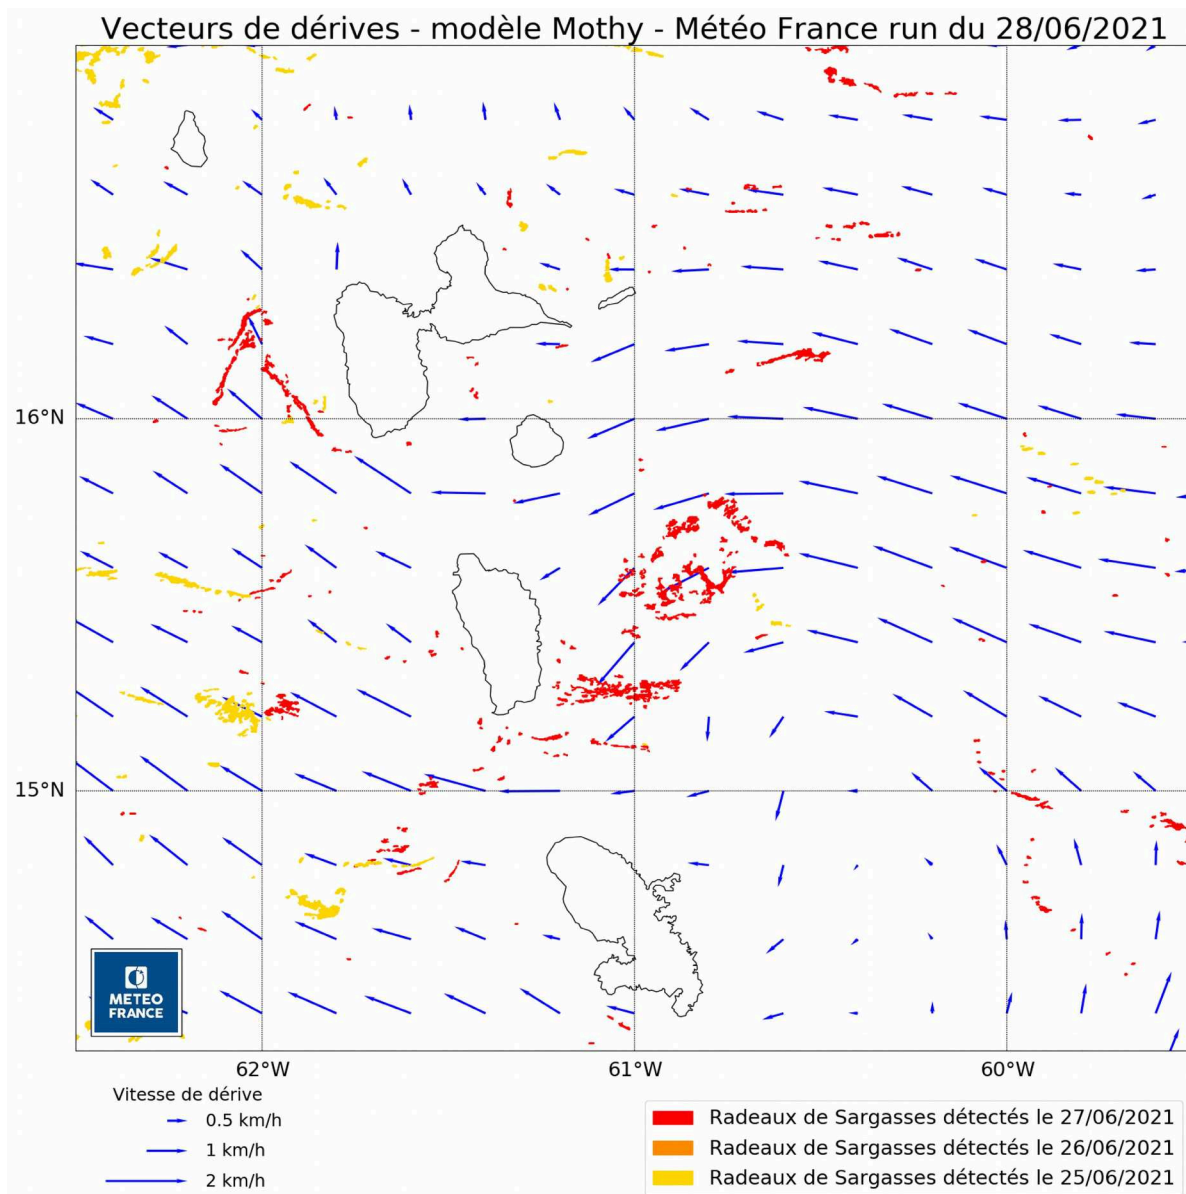 Vecteurs de dérives - modèle Mothy - Météo France run du 28/06/2021
16°N
15°N
METEO
FRANCE
62°W
61°W
60°W
Vitesse de dérive
0.5 km/h
1 km/h
2 km/h
Radeaux de Sargasses détectés le 27/06/2021
Radeaux de Sargasses détectés le 26/06/2021
Radeaux de Sargasses détectés le 25/06/2021